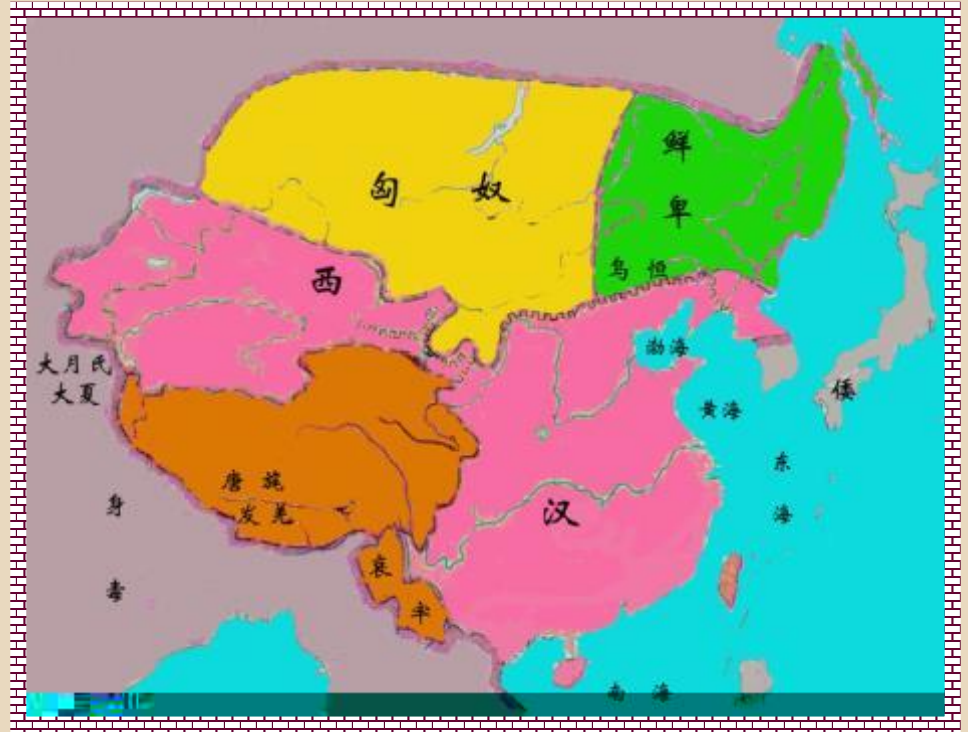 鲜卑
匈奴
乌恒
西
渤海
大月氏
大夏
倭
黄海
东海
唐旄
发羌
汉
身毒
哀牢
南海